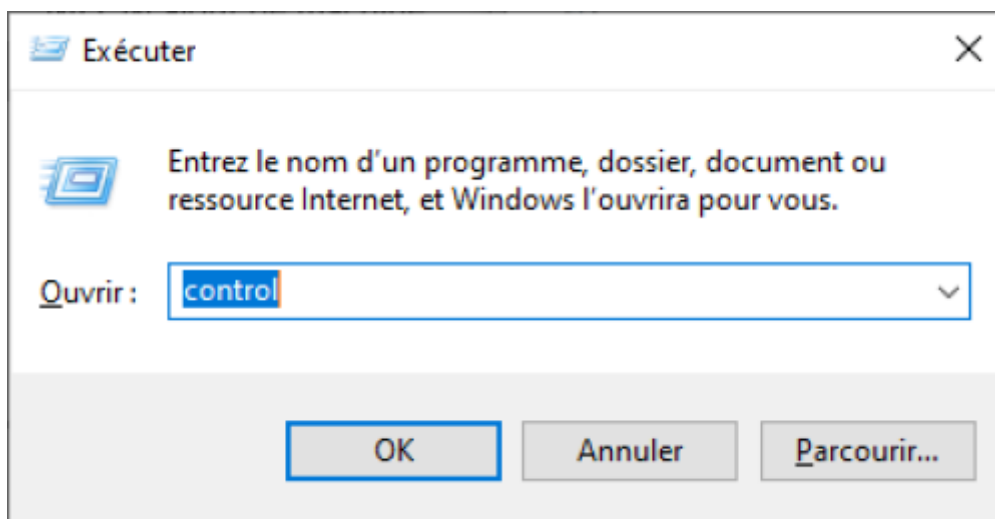 Exécuter
Entrez le nom d'un programme, dossier, document ou
ressource Internet, et Windows l'ouvrira pour vous.
Ouvrir : control
OK Annuler Parcourir...